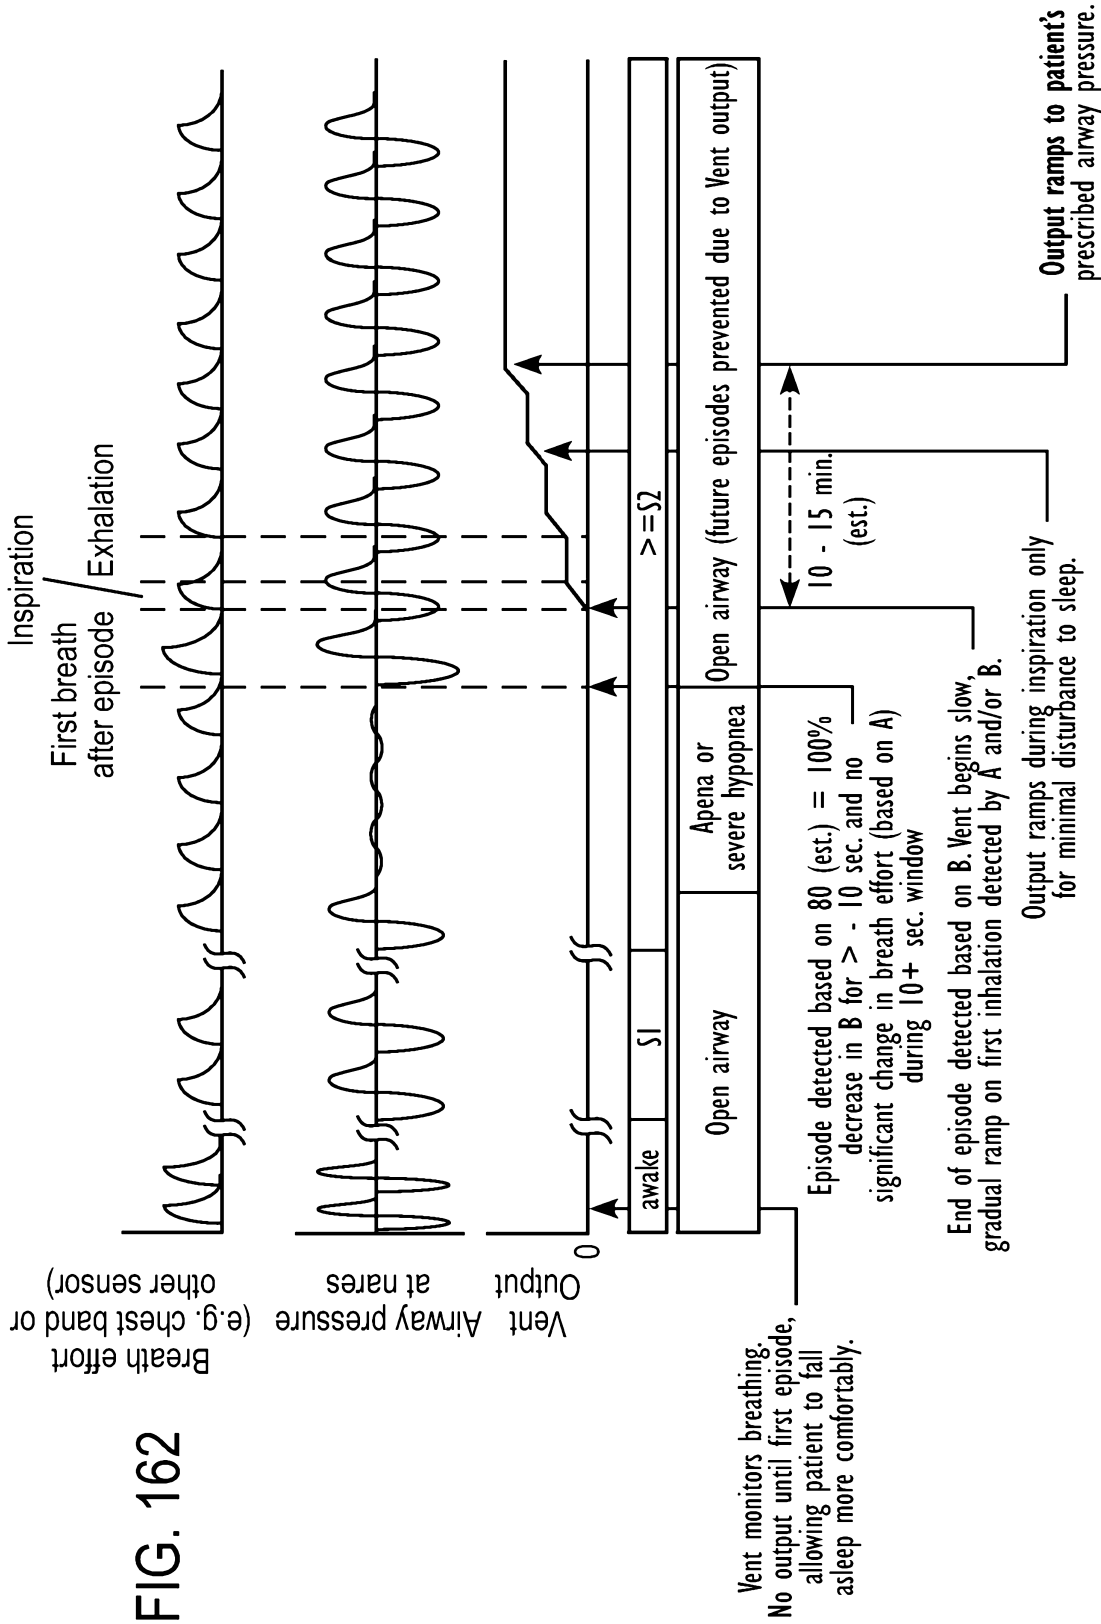 FIG. 162
Breath effort
(e.g. chest band or
other sensor)
Airway pressure
at nares
Vent
Output
0
Inspiration
First breath
after episode
Exhalation
awake
S1
>=S2
Open airway
Apena or
severe hypopnea
Open airway (future episodes prevented due to Vent output)
10 - 15 min.
(est.)
Vent monitors breathing.
No output until first episode,
allowing patient to fall
asleep more comfortably.
Episode detected based on 80 (est.) = 100%
decrease in B for > - 10 sec. and no
significant change in breath effort (based on A)
during 10+ sec. window
End of episode detected based on B. Vent begins slow,
gradual ramp on first inhalation detected by A and/or B.
Output ramps during inspiration only
for minimal disturbance to sleep.
Output ramps to patient's
prescribed airway pressure.